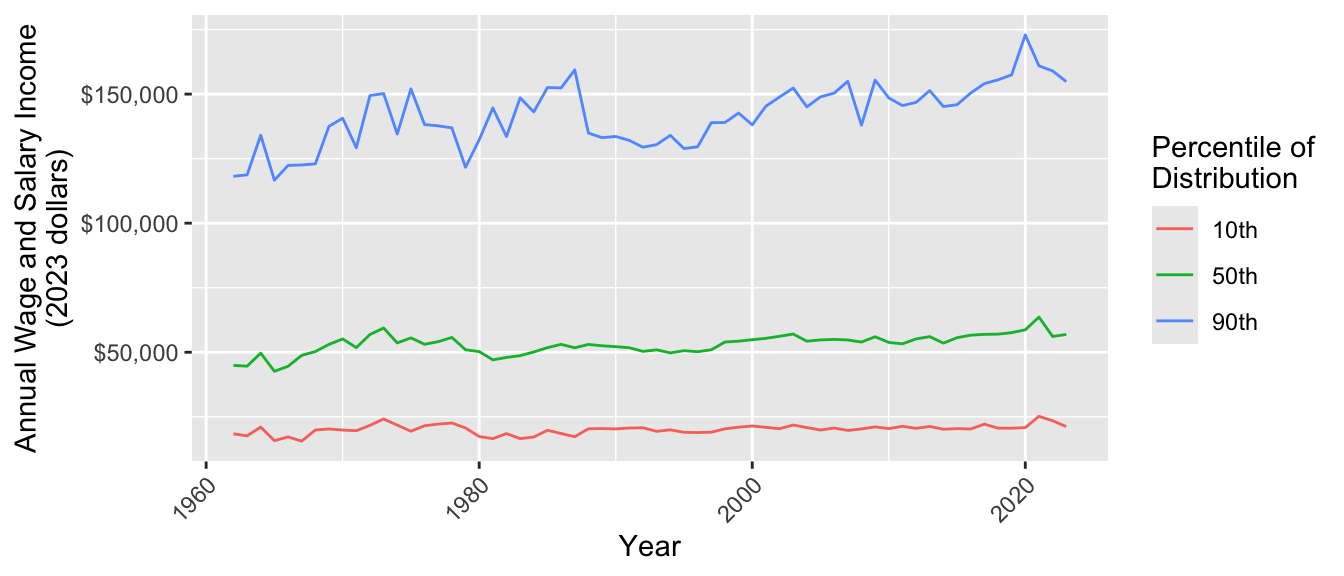 Annual Wage and Salary Income
(2023 dollars)
$150,000
$100,000
$50,000
1960
1980
2000
2020
Year
Percentile of
Distribution
10th
50th
90th